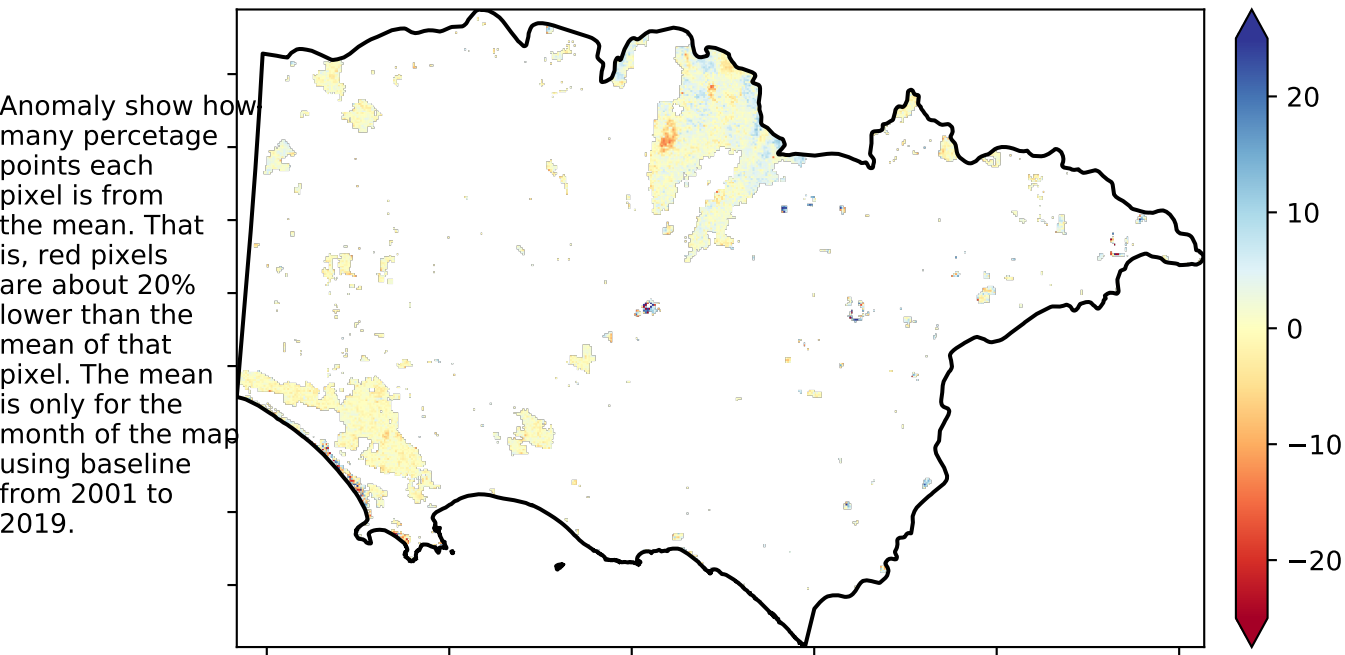 Anomaly show how
many percetage
points each
pixel is from
the mean. That
is, red pixels
are about 20%
lower than the
mean of that
pixel. The mean
is only for the
month of the map
using baseline
from 2001 to
2019.
20
10
0
−10
−20